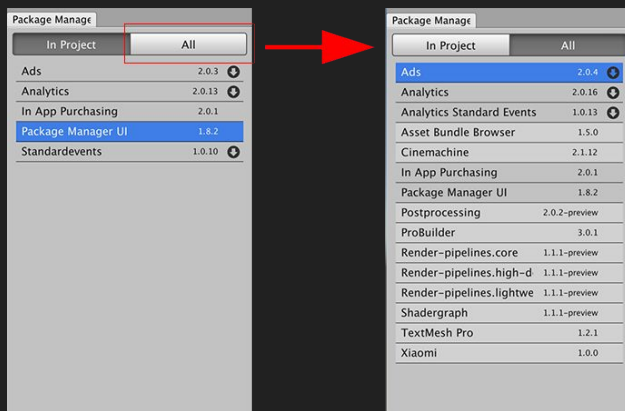 Package Manage
In Project All
Ads 2.0.3
Analytics 2.0.13
In App Purchasing 2.0.1
Package Manager UI 1.8.2
Standardevents 1.0.10
Package Manage
In Project All
Ads 2.0.4
Analytics 2.0.16
Analytics Standard Events 1.0.13
Asset Bundle Browser 1.5.0
Cinemachine 2.1.12
In App Purchasing 2.0.1
Package Manager UI 1.8.2
Postprocessing 2.0.2-preview
ProBuilder 3.0.1
Render-pipelines.core 1.1.1-preview
Render-pipelines.high-d 1.1.1-preview
Render-pipelines.lightwe 1.1.1-preview
Shadergraph 1.1.1-preview
TextMesh Pro 1.2.1
Xiaomi 1.0.0